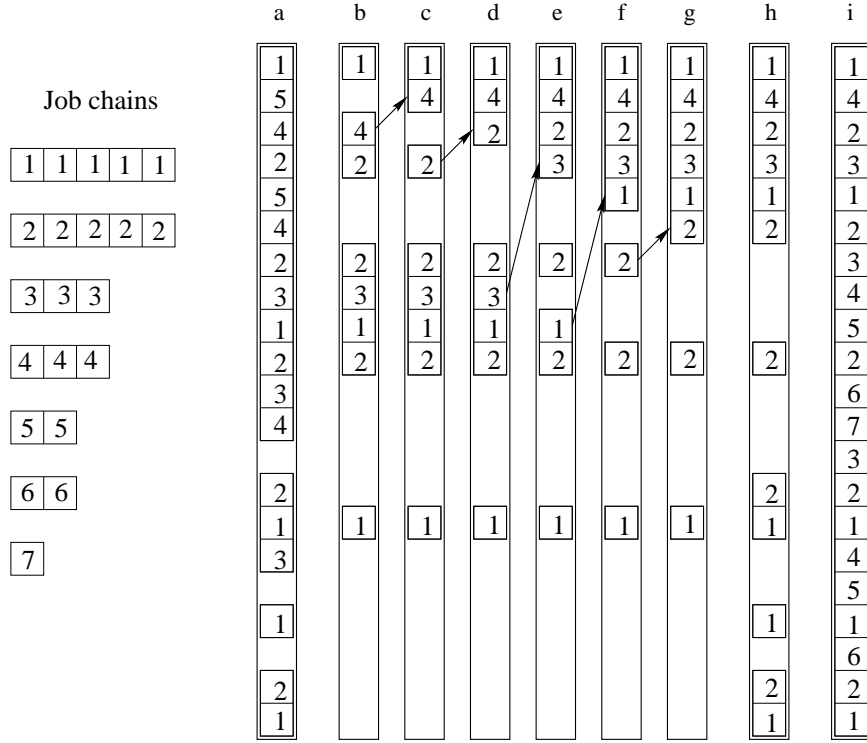 a b c d e f g h i
1 1 1 1 1 1 1 1 1
Job chains
5 4 4 4 4 4 4 4
4 4 2 2 2 2 2 2
1 1 1 1 1
2 2 2 3 3 3 3 3
5 1 1 1 1
2 2 2 2 2
4 2 2 2
2 2 2 2 2 2 3
3 3 3
3 3 3 3 4
1 1 1 1 1 5
4 4 4
2 2 2 2 2 2 2 2 2
3 6
5 5
4 7
3
6 6
2 2 2
1 1 1 1 1 1 1 1 1
7
3 4
5
1 1 1
6
2 2 2
1 1 1